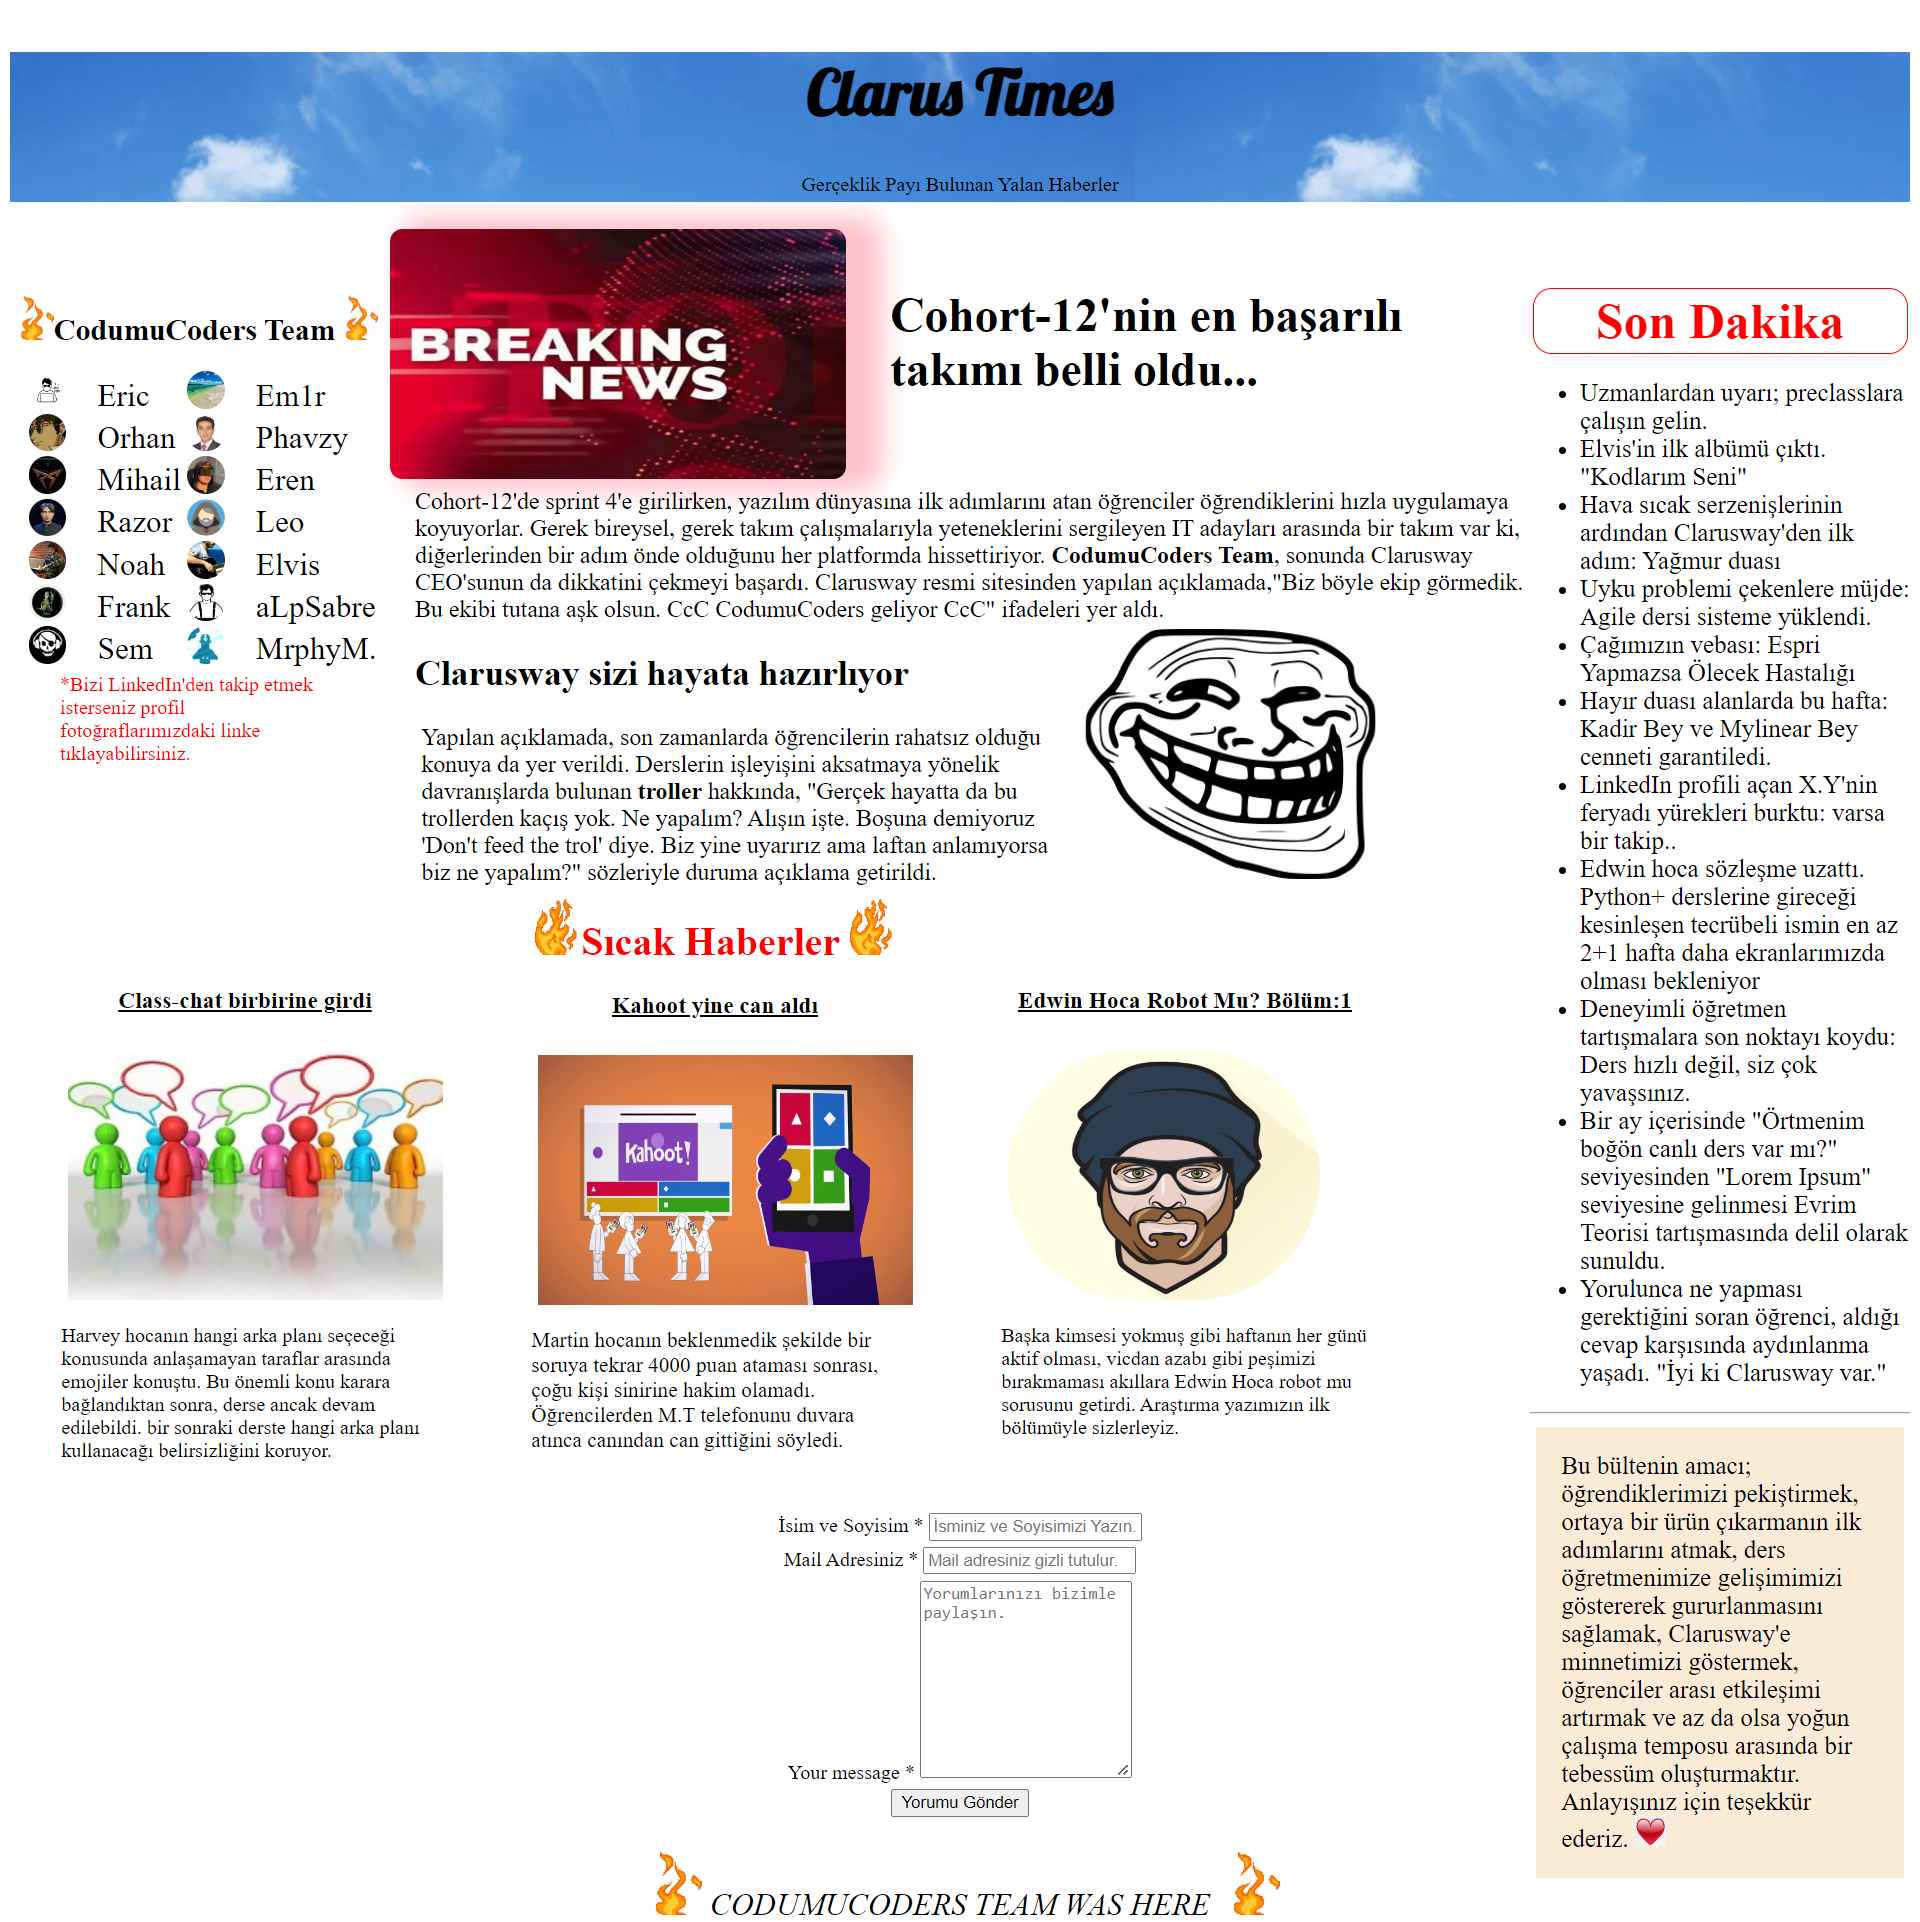 Clarus Times
Gerçeklik Payı Bulunan Yalan Haberler
CodumuCoders Team
Eric Em1r
Orhan Phavzy
Mihail Eren
Razor Leo
Noah Elvis
Frank aLpSabre
Sem MrphyM.
*Bizi LinkedIn'den takip etmek
isterseniz profil
fotoğraflarımızdaki linke
tıklayabilirsiniz.
BREAKING
NEWS
Cohort-12'nin en başarılı
takımı belli oldu...
Cohort-12'de sprint 4'e girilirken, yazılım dünyasına ilk adımlarını atan öğrenciler öğrendiklerini hızla uygulamaya
koyuyorlar. Gerek bireysel, gerek takım çalışmalarıyla yeteneklerini sergileyen IT adayları arasında bir takım var ki,
diğerlerinden bir adım önde olduğunu her platformda hissettiriyor. CodumuCoders Team, sonunda Clarusway
CEO'sunun da dikkatini çekmeyi başardı. Clarusway resmi sitesinden yapılan açıklamada,"Biz böyle ekip görmedik.
Bu ekibi tutana aşk olsun. CcC CodumuCoders geliyor CcC" ifadeleri yer aldı.
Clarusway sizi hayata hazırlıyor
Yapılan açıklamada, son zamanlarda öğrencilerin rahatsız olduğu
konuya da yer verildi. Derslerin işleyişini aksatmaya yönelik
davranışlarda bulunan troller hakkında, "Gerçek hayatta da bu
trollerden kaçış yok. Ne yapalım? Alışın işte. Boşuna demiyoruz
'Don't feed the trol' diye. Biz yine uyarırız ama laftan anlamıyorsa
biz ne yapalım?" sözleriyle duruma açıklama getirildi.
Sıcak Haberler
Class-chat birbirine girdi
Harvey hocanın hangi arka planı seçeceği
konusunda anlaşamayan taraflar arasında
emojiler konuştu. Bu önemli konu karara
bağlandıktan sonra, derse ancak devam
edilebildi. bir sonraki derste hangi arka planı
kullanacağı belirsizliğini koruyor.
Kahoot yine can aldı
Kahoot!
Martin hocanın beklenmedik şekilde bir
soruya tekrar 4000 puan ataması sonrası,
çoğu kişi sinirine hakim olamadı.
Öğrencilerden M.T telefonunu duvara
atınca canından can gittiğini söyledi.
Edwin Hoca Robot Mu? Bölüm:1
Başka kimsesi yokmuş gibi haftanın her günü
aktif olması, vicdan azabı gibi peşimizi
bırakmaması akıllara Edwin Hoca robot mu
sorusunu getirdi. Araştırma yazımızın ilk
bölümüyle sizlerleyiz.
Son Dakika
• Uzmanlardan uyarı; preclasslara
çalışın gelin.
• Elvis'in ilk albümü çıktı.
"Kodlarım Seni"
• Hava sıcak serzenişlerinin
ardından Clarusway'den ilk
adım: Yağmur duası
• Uyku problemi çekenlere müjde:
Agile dersi sisteme yüklendi.
• Çağımızın vebası: Espri
Yapmazsa Ölecek Hastalığı
• Hayır duası alanlarda bu hafta:
Kadir Bey ve Mylinear Bey
cenneti garantiledi.
• LinkedIn profili açan X.Y'nin
feryadı yürekleri burktu: varsa
bir takip..
• Edwin hoca sözleşme uzattı.
Python+ derslerine gireceği
kesinleşen tecrübeli ismin en az
2+1 hafta daha ekranlarımızda
olması bekleniyor
• Deneyimli öğretmen
tartışmalara son noktayı koydu:
Ders hızlı değil, siz çok
yavaşsınız.
• Bir ay içerisinde "Örtmenim
boğön canlı ders var mı?"
seviyesinden "Lorem Ipsum"
seviyesine gelinmesi Evrim
Teorisi tartışmasında delil olarak
sunuldu.
• Yorulunca ne yapması
gerektiğini soran öğrenci, aldığı
cevap karşısında aydınlanma
yaşadı. "İyi ki Clarusway var."
Bu bültenin amacı;
öğrendiklerimizi pekiştirmek,
ortaya bir ürün çıkarmanın ilk
adımlarını atmak, ders
öğretmenimize gelişimimizi
göstererek gururlanmasını
sağlamak, Clarusway'e
minnetimizi göstermek,
öğrenciler arası etkileşimi
artırmak ve az da olsa yoğun
çalışma temposu arasında bir
tebessüm oluşturmaktır.
Anlayışınız için teşekkür
ederiz.
İsim ve Soyisim * İsminiz ve Soyisimizi Yazın.
Mail Adresiniz * Mail adresiniz gizli tutulur.
Yorumlarınızı bizimle
paylaşın.
Your message *
Yorumu Gönder
CODUMUCODERS TEAM WAS HERE